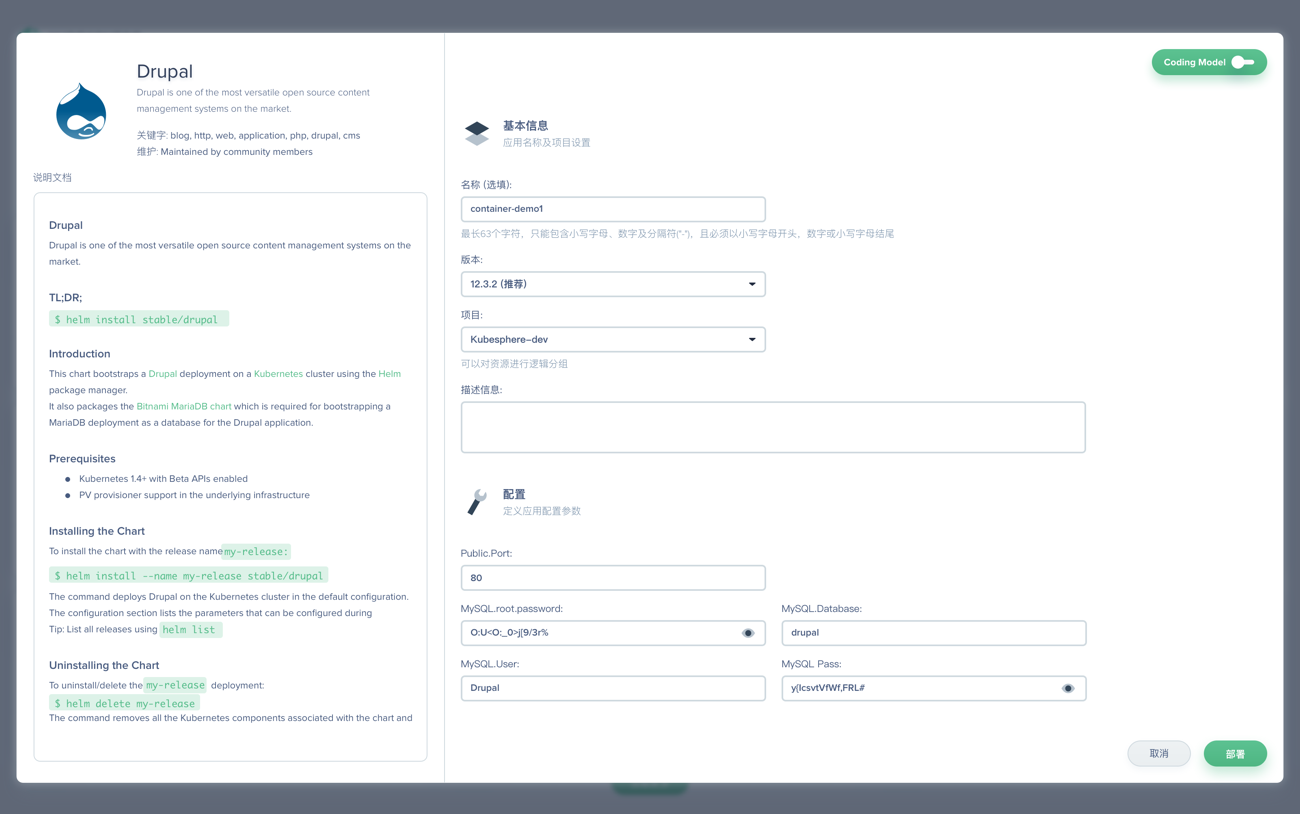 Drupal
Drupal is one of the most versatile open source content
management systems on the market.
关键字: blog, http, web, application, php, drupal, cms
维护: Maintained by community members
说明文档
Drupal
Drupal is one of the most versatile open source content management systems on the
market.
TL;DR;
$ helm install stable/drupal
Introduction
This chart bootstraps a Drupal deployment on a Kubernetes cluster using the Helm
package manager.
It also packages the Bitnami MariaDB chart which is required for bootstrapping a
MariaDB deployment as a database for the Drupal application.
Prerequisites
● Kubernetes 1.4+ with Beta APIs enabled
● PV provisioner support in the underlying infrastructure
Installing the Chart
To install the chart with the release name my-release:
$ helm install --name my-release stable/drupal
The command deploys Drupal on the Kubernetes cluster in the default configuration.
The configuration section lists the parameters that can be configured during
Tip: List all releases using helm list
Uninstalling the Chart
To uninstall/delete the my-release deployment:
$ helm delete my-release
The command removes all the Kubernetes components associated with the chart and
Coding Model
基本信息
应用名称及项目设置
名称 (选填):
container-demo1
最长63个字符，只能包含小写字母、数字及分隔符("-")，且必须以小写字母开头、数字或小写字母结尾
版本:
12.3.2 (推荐)
项目:
Kubesphere–dev
可以对资源进行逻辑分组
描述信息:
配置
定义应用配置参数
Public.Port:
80
MySQL.root.password: MySQL.Database:
O:U<O:_0>j[9/3r% drupal
MySQL.User: MySQL Pass:
Drupal y(IcsvtVfWf,FRL#
取消 部署